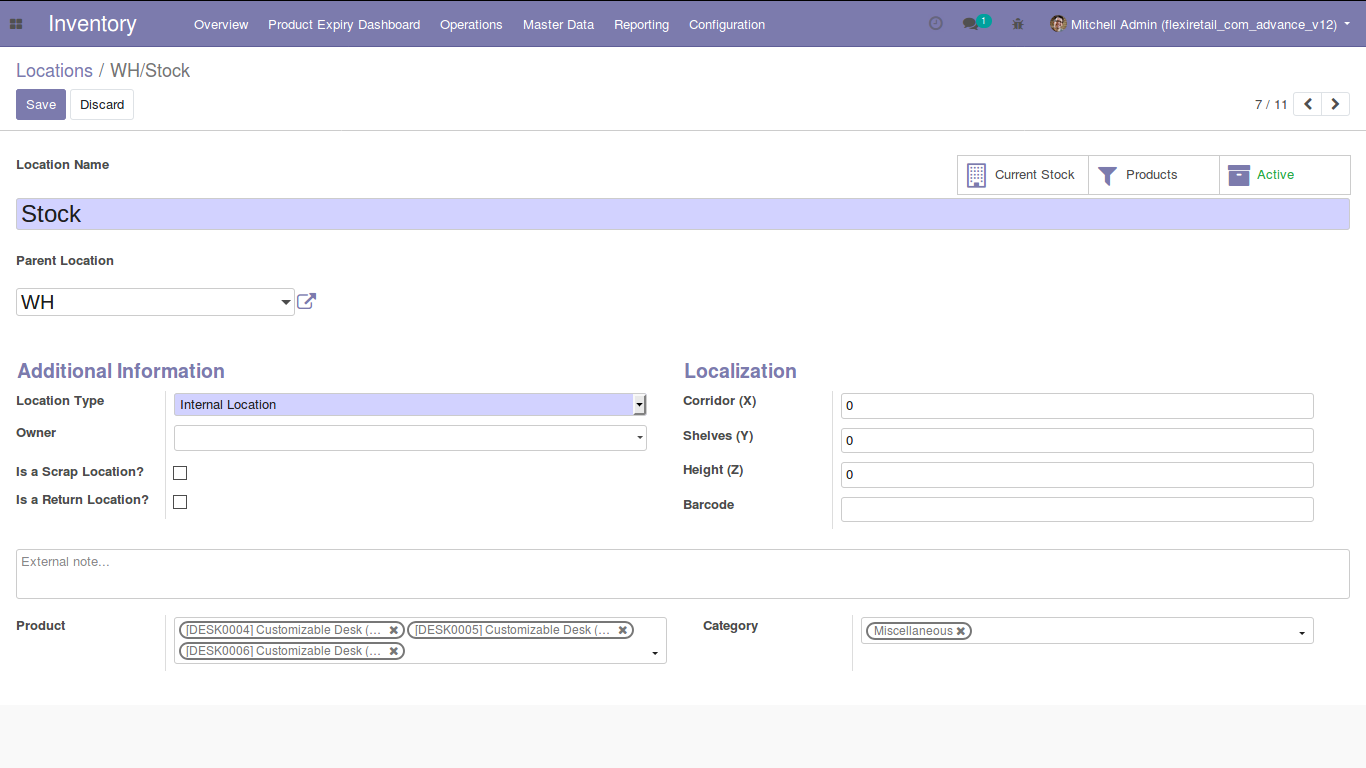 Inventory Overview Product Expiry Dashboard Operations Master Data Reporting Configuration 1 Mitchell Admin (flexiretail_com_advance_v12)
Locations / WH/Stock
Save Discard 7 / 11
Location Name
Current Stock Products Active
Stock
Parent Location
WH
Additional Information
Location Type Internal Location
Owner
Is a Scrap Location?
Is a Return Location?
Localization
Corridor (X) 0
Shelves (Y) 0
Height (Z) 0
Barcode
External note...
Product [DESK0004] Customizable Desk (... [DESK0005] Customizable Desk (...
[DESK0006] Customizable Desk (...
Category Miscellaneous